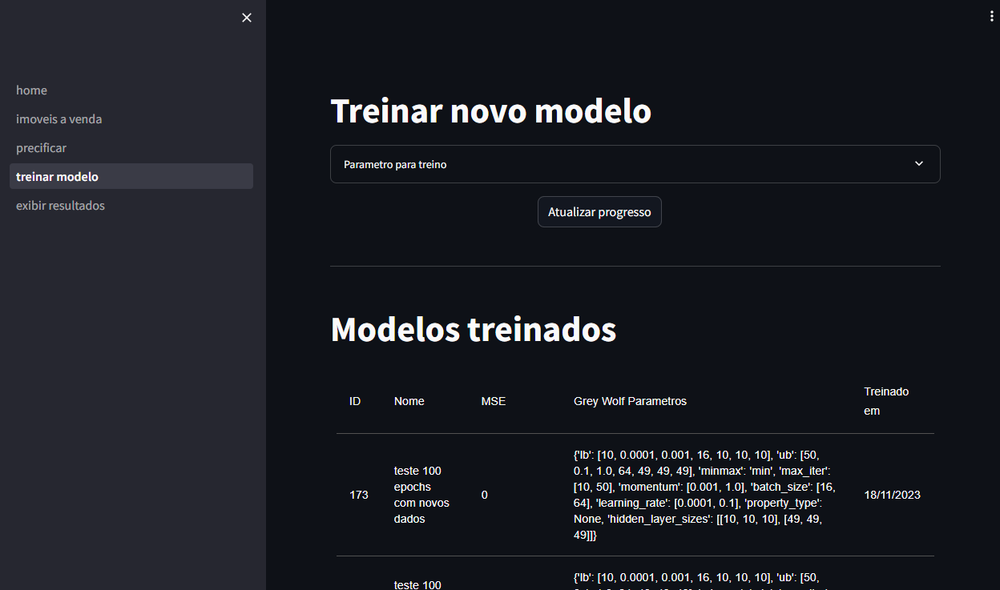 home
imoveis a venda
precificar
treinar modelo
exibir resultados
Treinar novo modelo
Parametro para treino
Atualizar progresso
Modelos treinados
ID Nome MSE Grey Wolf Parametros Treinado em
173
teste 100
epochs
com novos
dados
0
{'lb': [10, 0.0001, 0.001, 16, 10, 10, 10], 'ub': [50,
0.1, 1.0, 64, 49, 49, 49], 'minmax': 'min', 'max_iter':
[10, 50], 'momentum': [0.001, 1.0], 'batch_size': [16,
64], 'learning_rate': [0.0001, 0.1], 'property_type':
None, 'hidden_layer_sizes': [[10, 10, 10], [49, 49,
49]]}
18/11/2023
teste 100
{'lb': [10, 0.0001, 0.001, 16, 10, 10, 10], 'ub': [50,